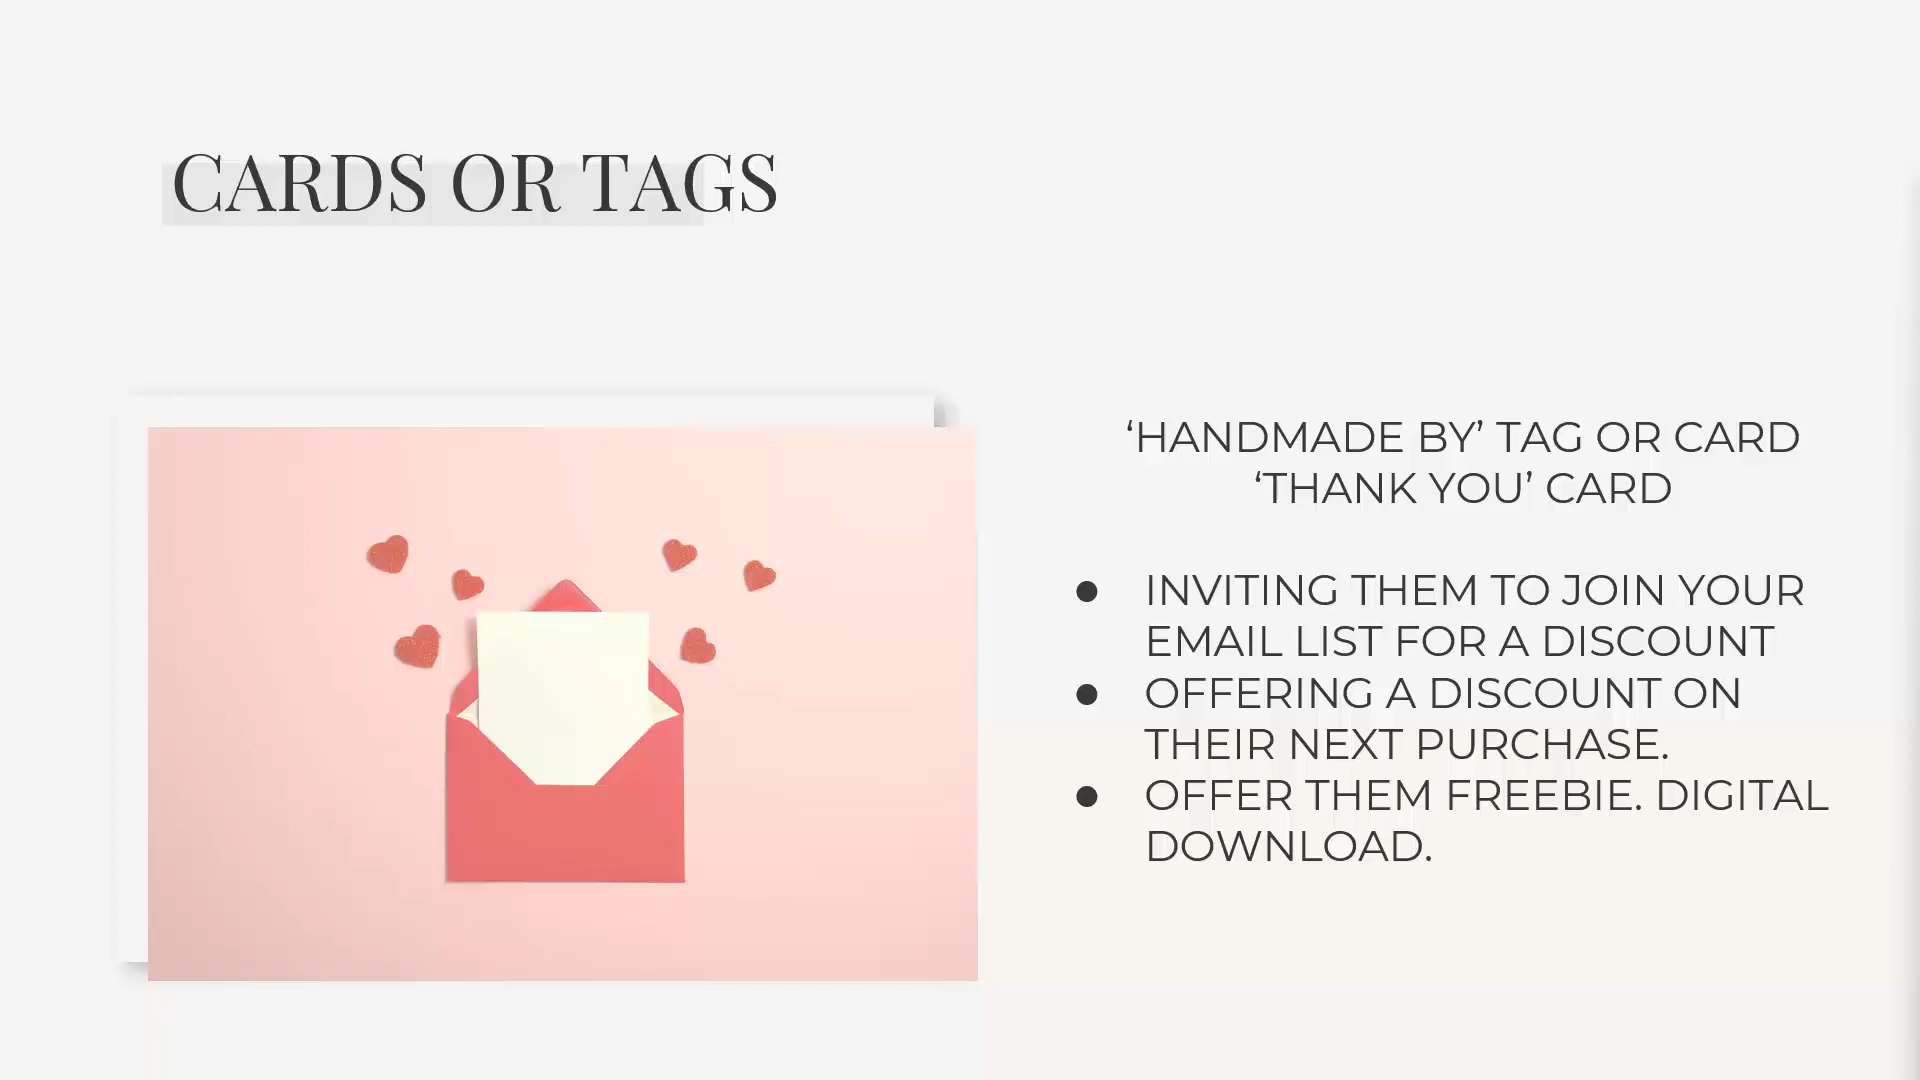 CARDS OR TAGS
‘HANDMADE BY’ TAG OR CARD
‘THANK YOU’ CARD
● INVITING THEM TO JOIN YOUR
EMAIL LIST FOR A DISCOUNT
● OFFERING A DISCOUNT ON
THEIR NEXT PURCHASE.
● OFFER THEM FREEBIE. DIGITAL
DOWNLOAD.